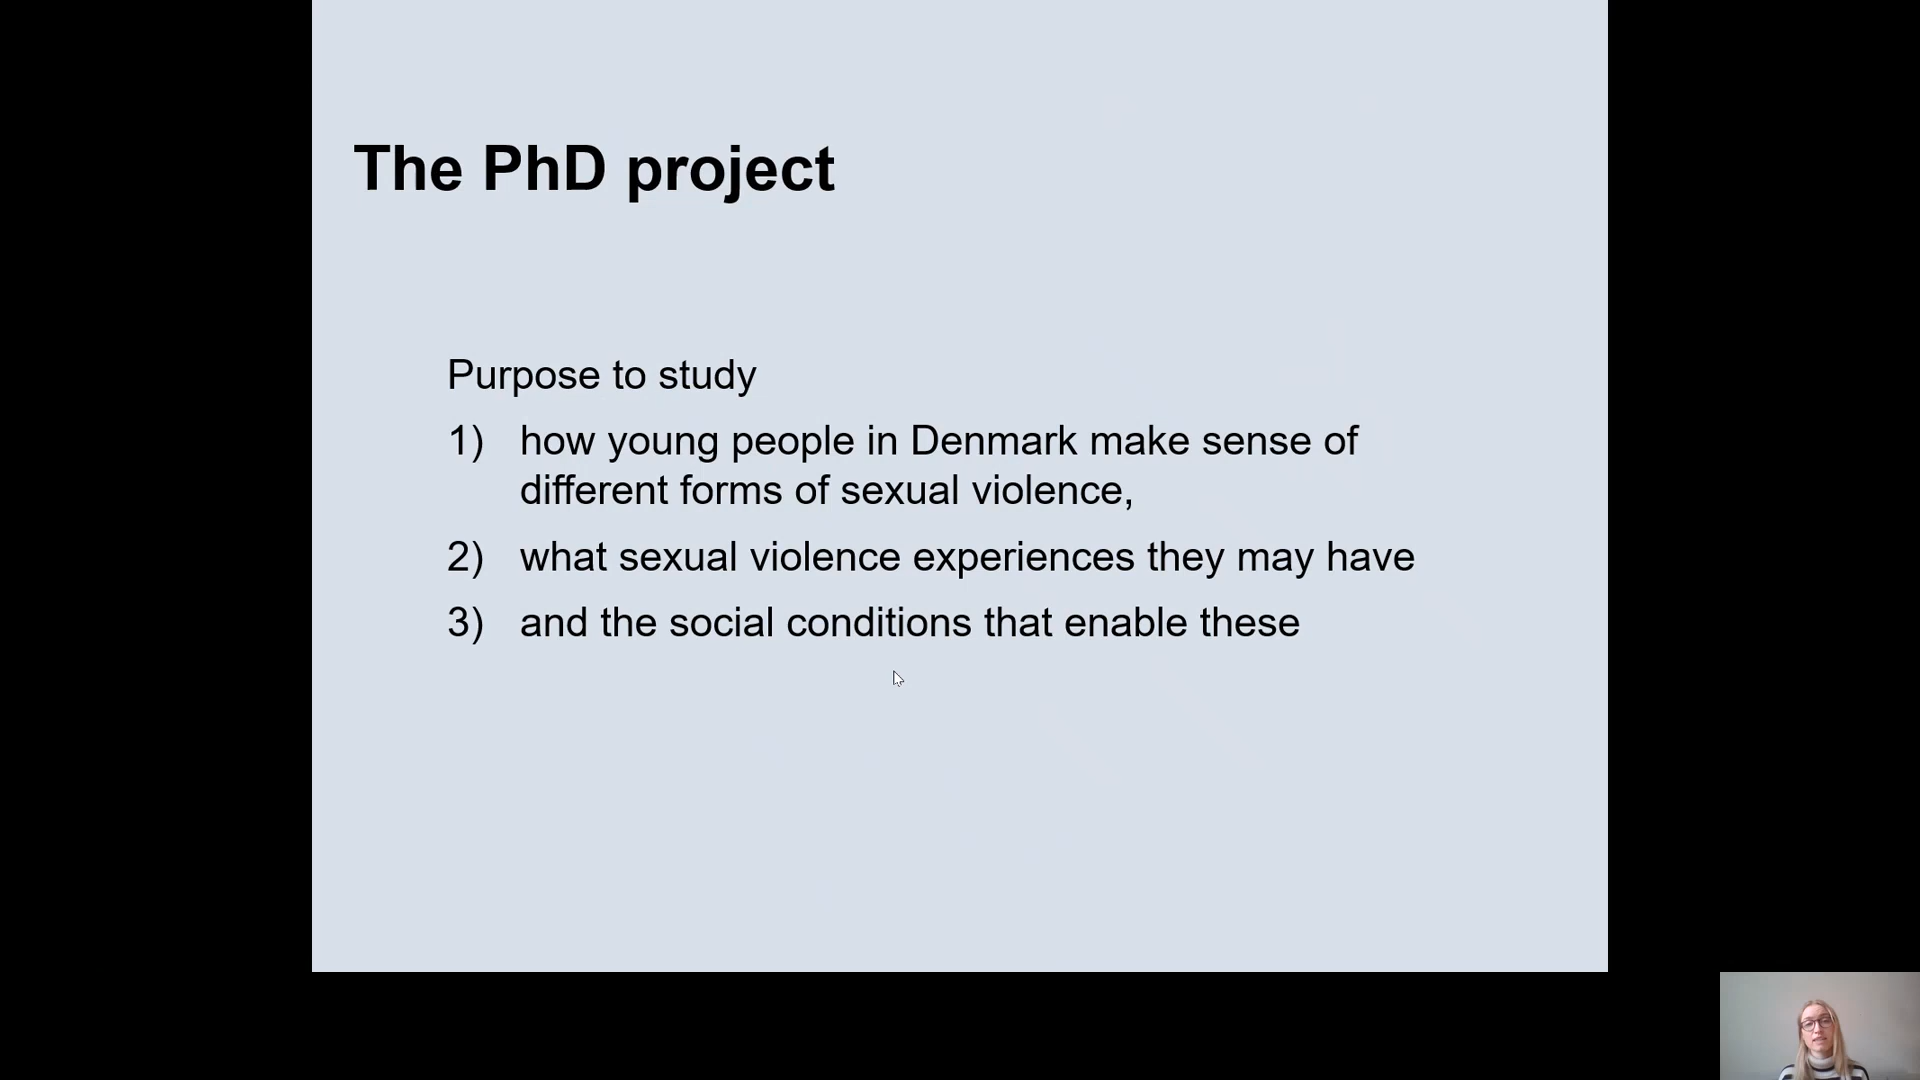 The PhD project
Purpose to study
1) how young people in Denmark make sense of
different forms of sexual violence,
2) what sexual violence experiences they may have
3) and the social conditions that enable these